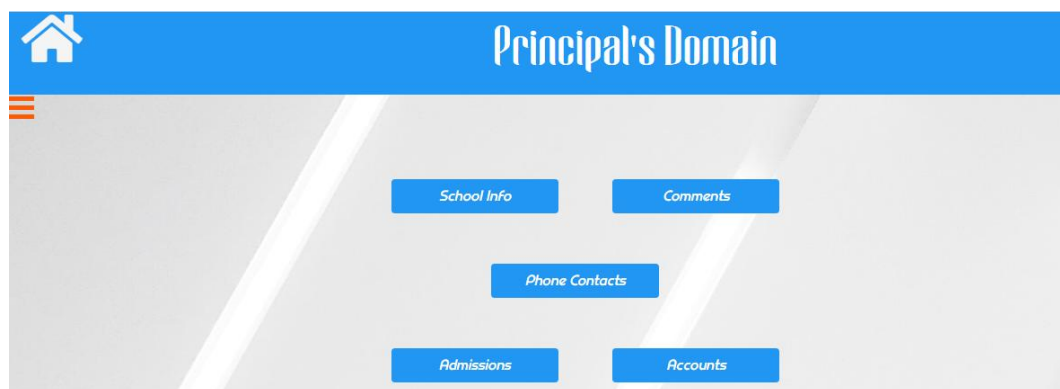 Principal's Domain
School Info
Comments
Phone Contacts
Admissions
Accounts